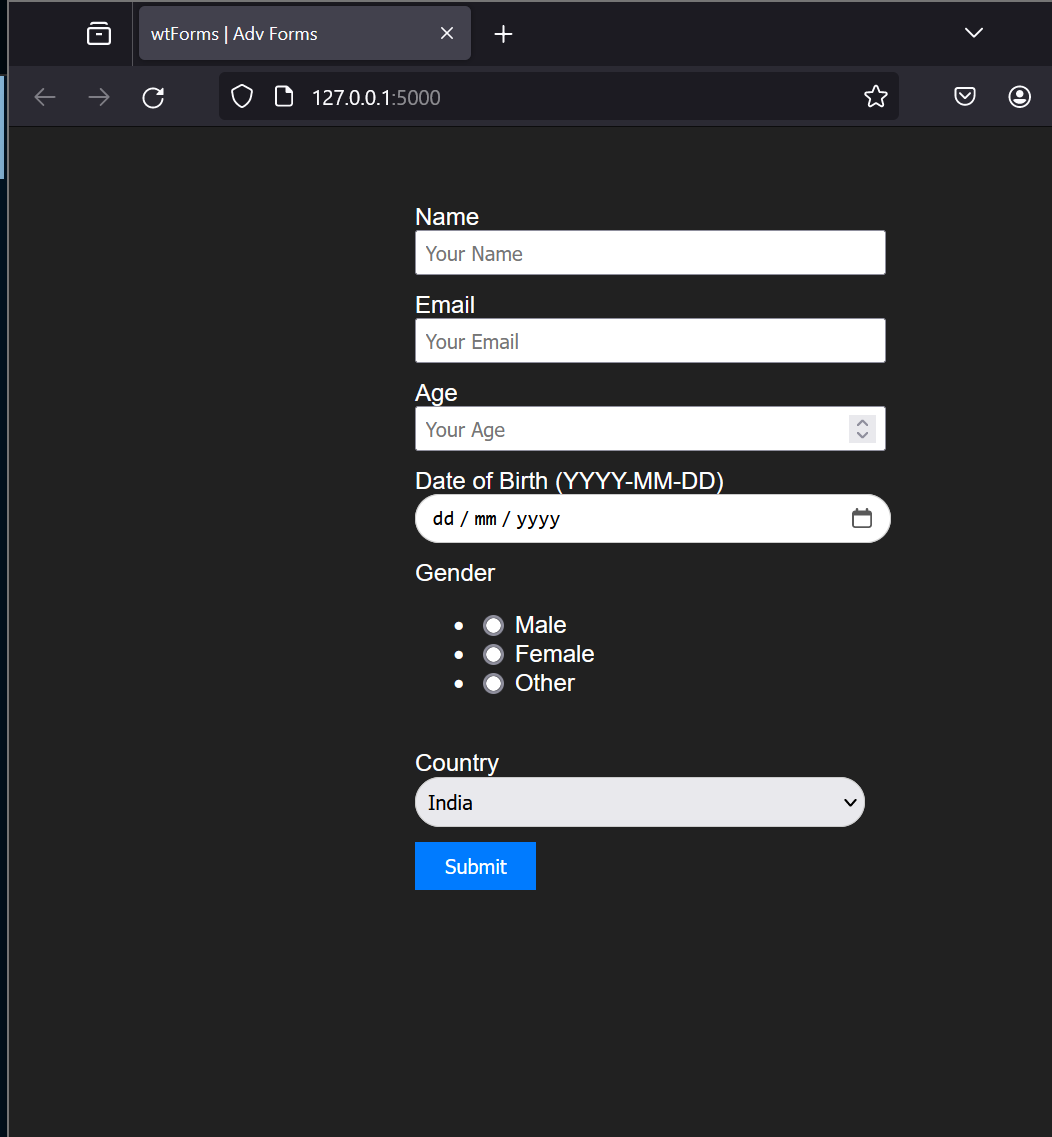 wtForms | Adv Forms
127.0.0.1:5000
Name
Your Name
Email
Your Email
Age
Your Age
Date of Birth (YYYY-MM-DD)
dd / mm / yyyy
Gender
Male
Female
Other
Country
India
Submit